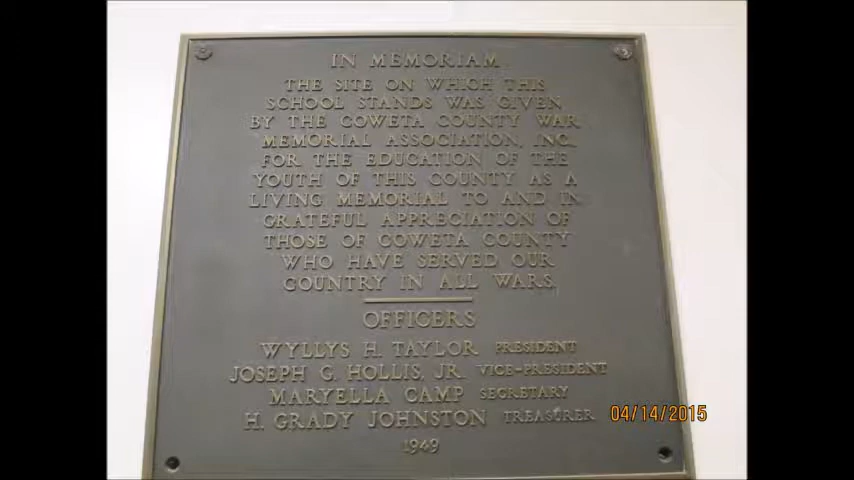 IN MEMORIAM
THE SITE ON WHICH THIS
SCHOOL STANDS WAS GIVEN
BY THE COWETA COUNTY WAR
MEMORIAL ASSOCIATION, INC.
FOR THE EDUCATION OF THE
YOUTH OF THIS COUNTY AS A
LIVING MEMORIAL TO AND IN
GRATEFUL APPRECIATION OF
THOSE OF COWETA COUNTY
WHO HAVE SERVED OUR
COUNTRY IN ALL WARS.
OFFICERS
WYLLYS H. TAYLOR PRESIDENT
JOSEPH G. HOLLIS, JR. VICE-PRESIDENT
MARYELLA CAMP SECRETARY
H. GRADY JOHNSTON TREASURER
1949
04/14/2015